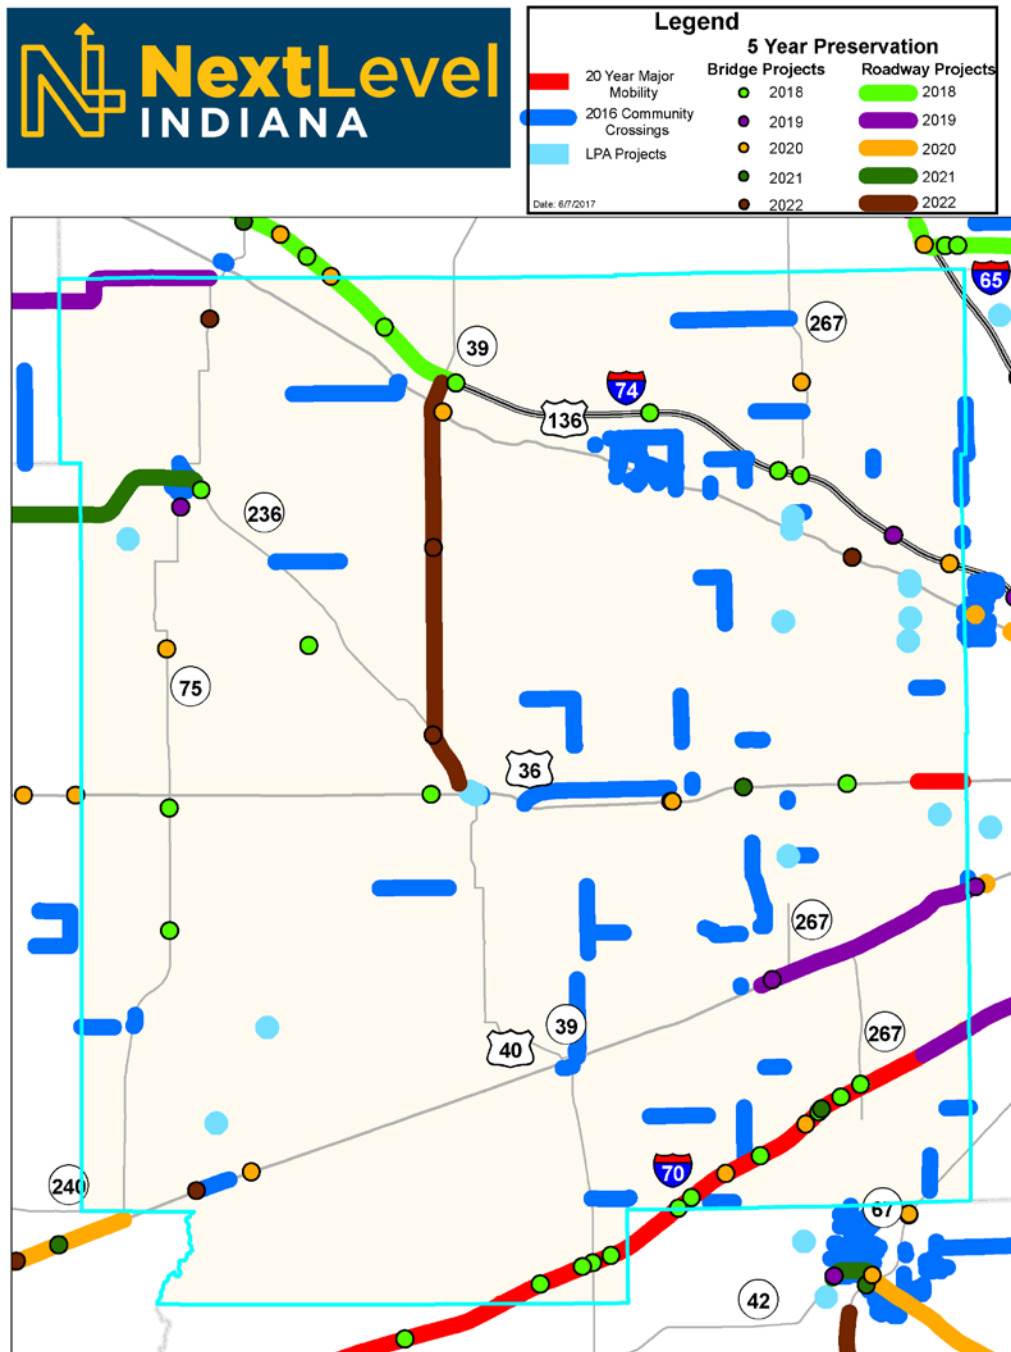 NextLevel
INDIANA
Legend
5 Year Preservation
Bridge Projects
Roadway Projects
20 Year Major
Mobility
2016 Community
Crossings
LPA Projects
2018
2019
2020
2021
2022
2018
2019
2020
2021
2022
Date: 6/7/2017
65
267
39
74
136
236
75
36
267
39
40
267
70
240
67
42